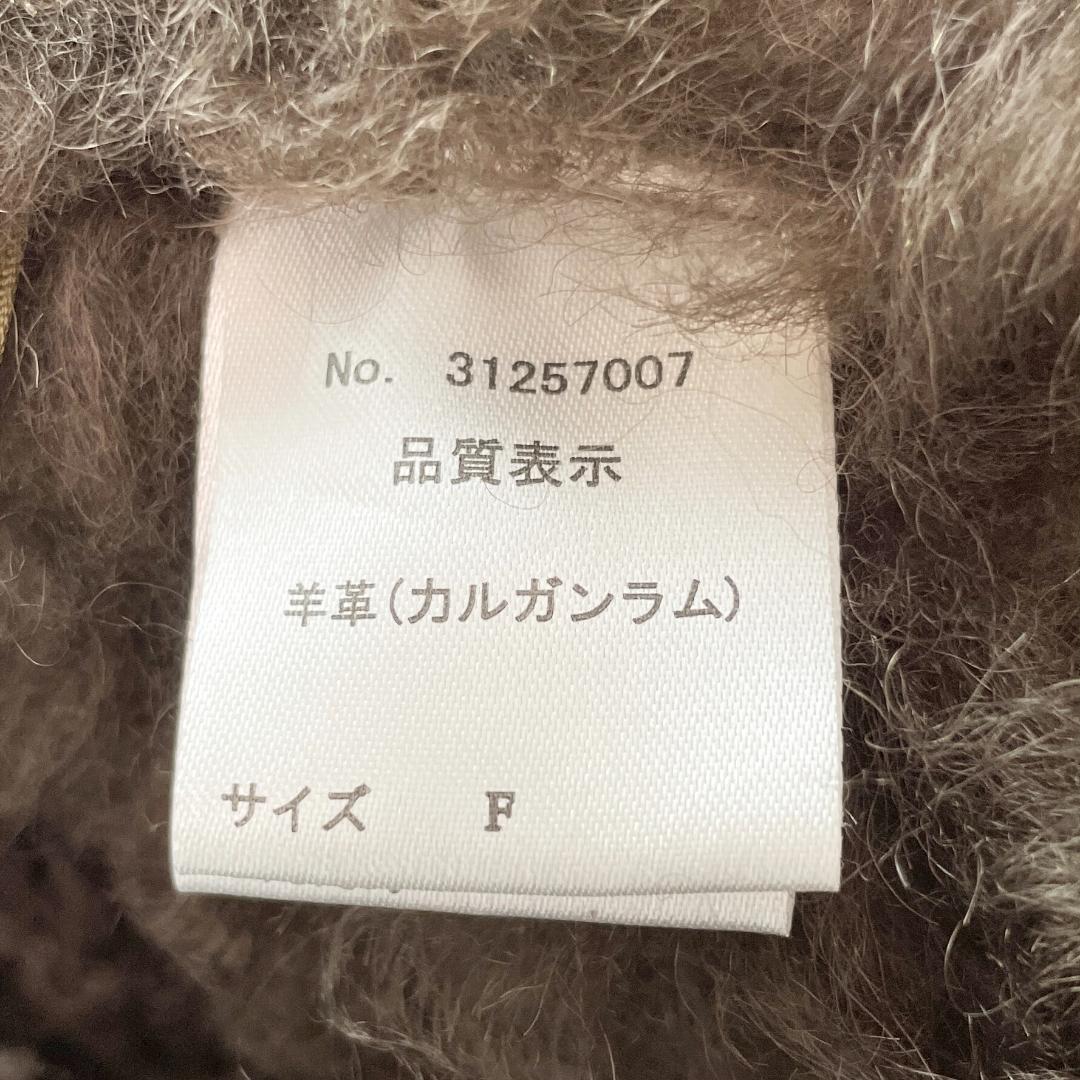 No. 31257007
品質表示
羊革(カルガンラム)
サイズ F